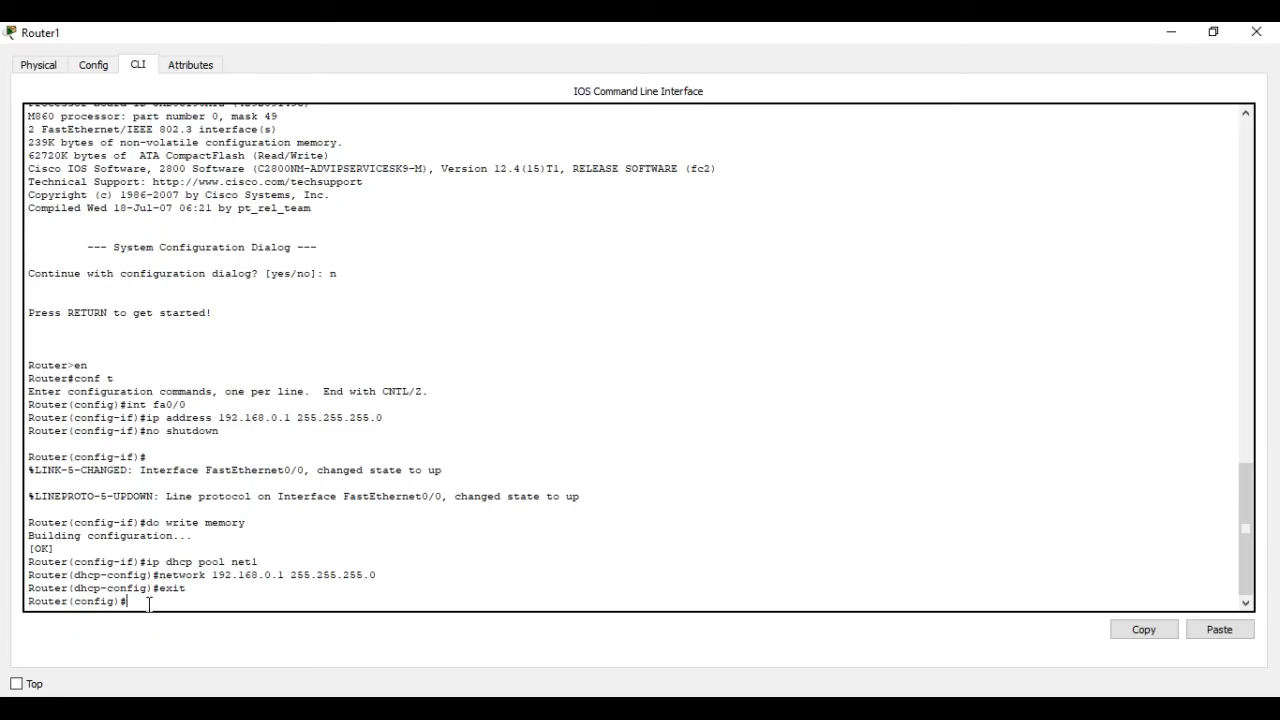 Router1
Physical Config CLI Attributes
IOS Command Line Interface
M860 processor: part number 0, mask 49
2 FastEthernet/IEEE 802.3 interface(s)
239K bytes of non-volatile configuration memory.
62720K bytes of ATA CompactFlash (Read/Write)
Cisco IOS Software, 2800 Software (C2800NM-ADVIPSERVICESK9-M), Version 12.4(15)T1, RELEASE SOFTWARE (fc2)
Technical Support: http://www.cisco.com/techsupport
Copyright (c) 1986-2007 by Cisco Systems, Inc.
Compiled Wed 18-Jul-07 06:21 by pt_rel_team
--- System Configuration Dialog ---
Continue with configuration dialog? [yes/no]: n
Press RETURN to get started!
Router>en
Router#conf t
Enter configuration commands, one per line. End with CNTL/Z.
Router(config)#int fa0/0
Router(config-if)#ip address 192.168.0.1 255.255.255.0
Router(config-if)#no shutdown
Router(config-if)#
%LINK-5-CHANGED: Interface FastEthernet0/0, changed state to up
%LINEPROTO-5-UPDOWN: Line protocol on Interface FastEthernet0/0, changed state to up
Router(config-if)#do write memory
Building configuration...
[OK]
Router(config-if)#ip dhcp pool net1
Router(dhcp-config)#network 192.168.0.1 255.255.255.0
Router(dhcp-config)#exit
Router(config)#
Copy Paste
Top